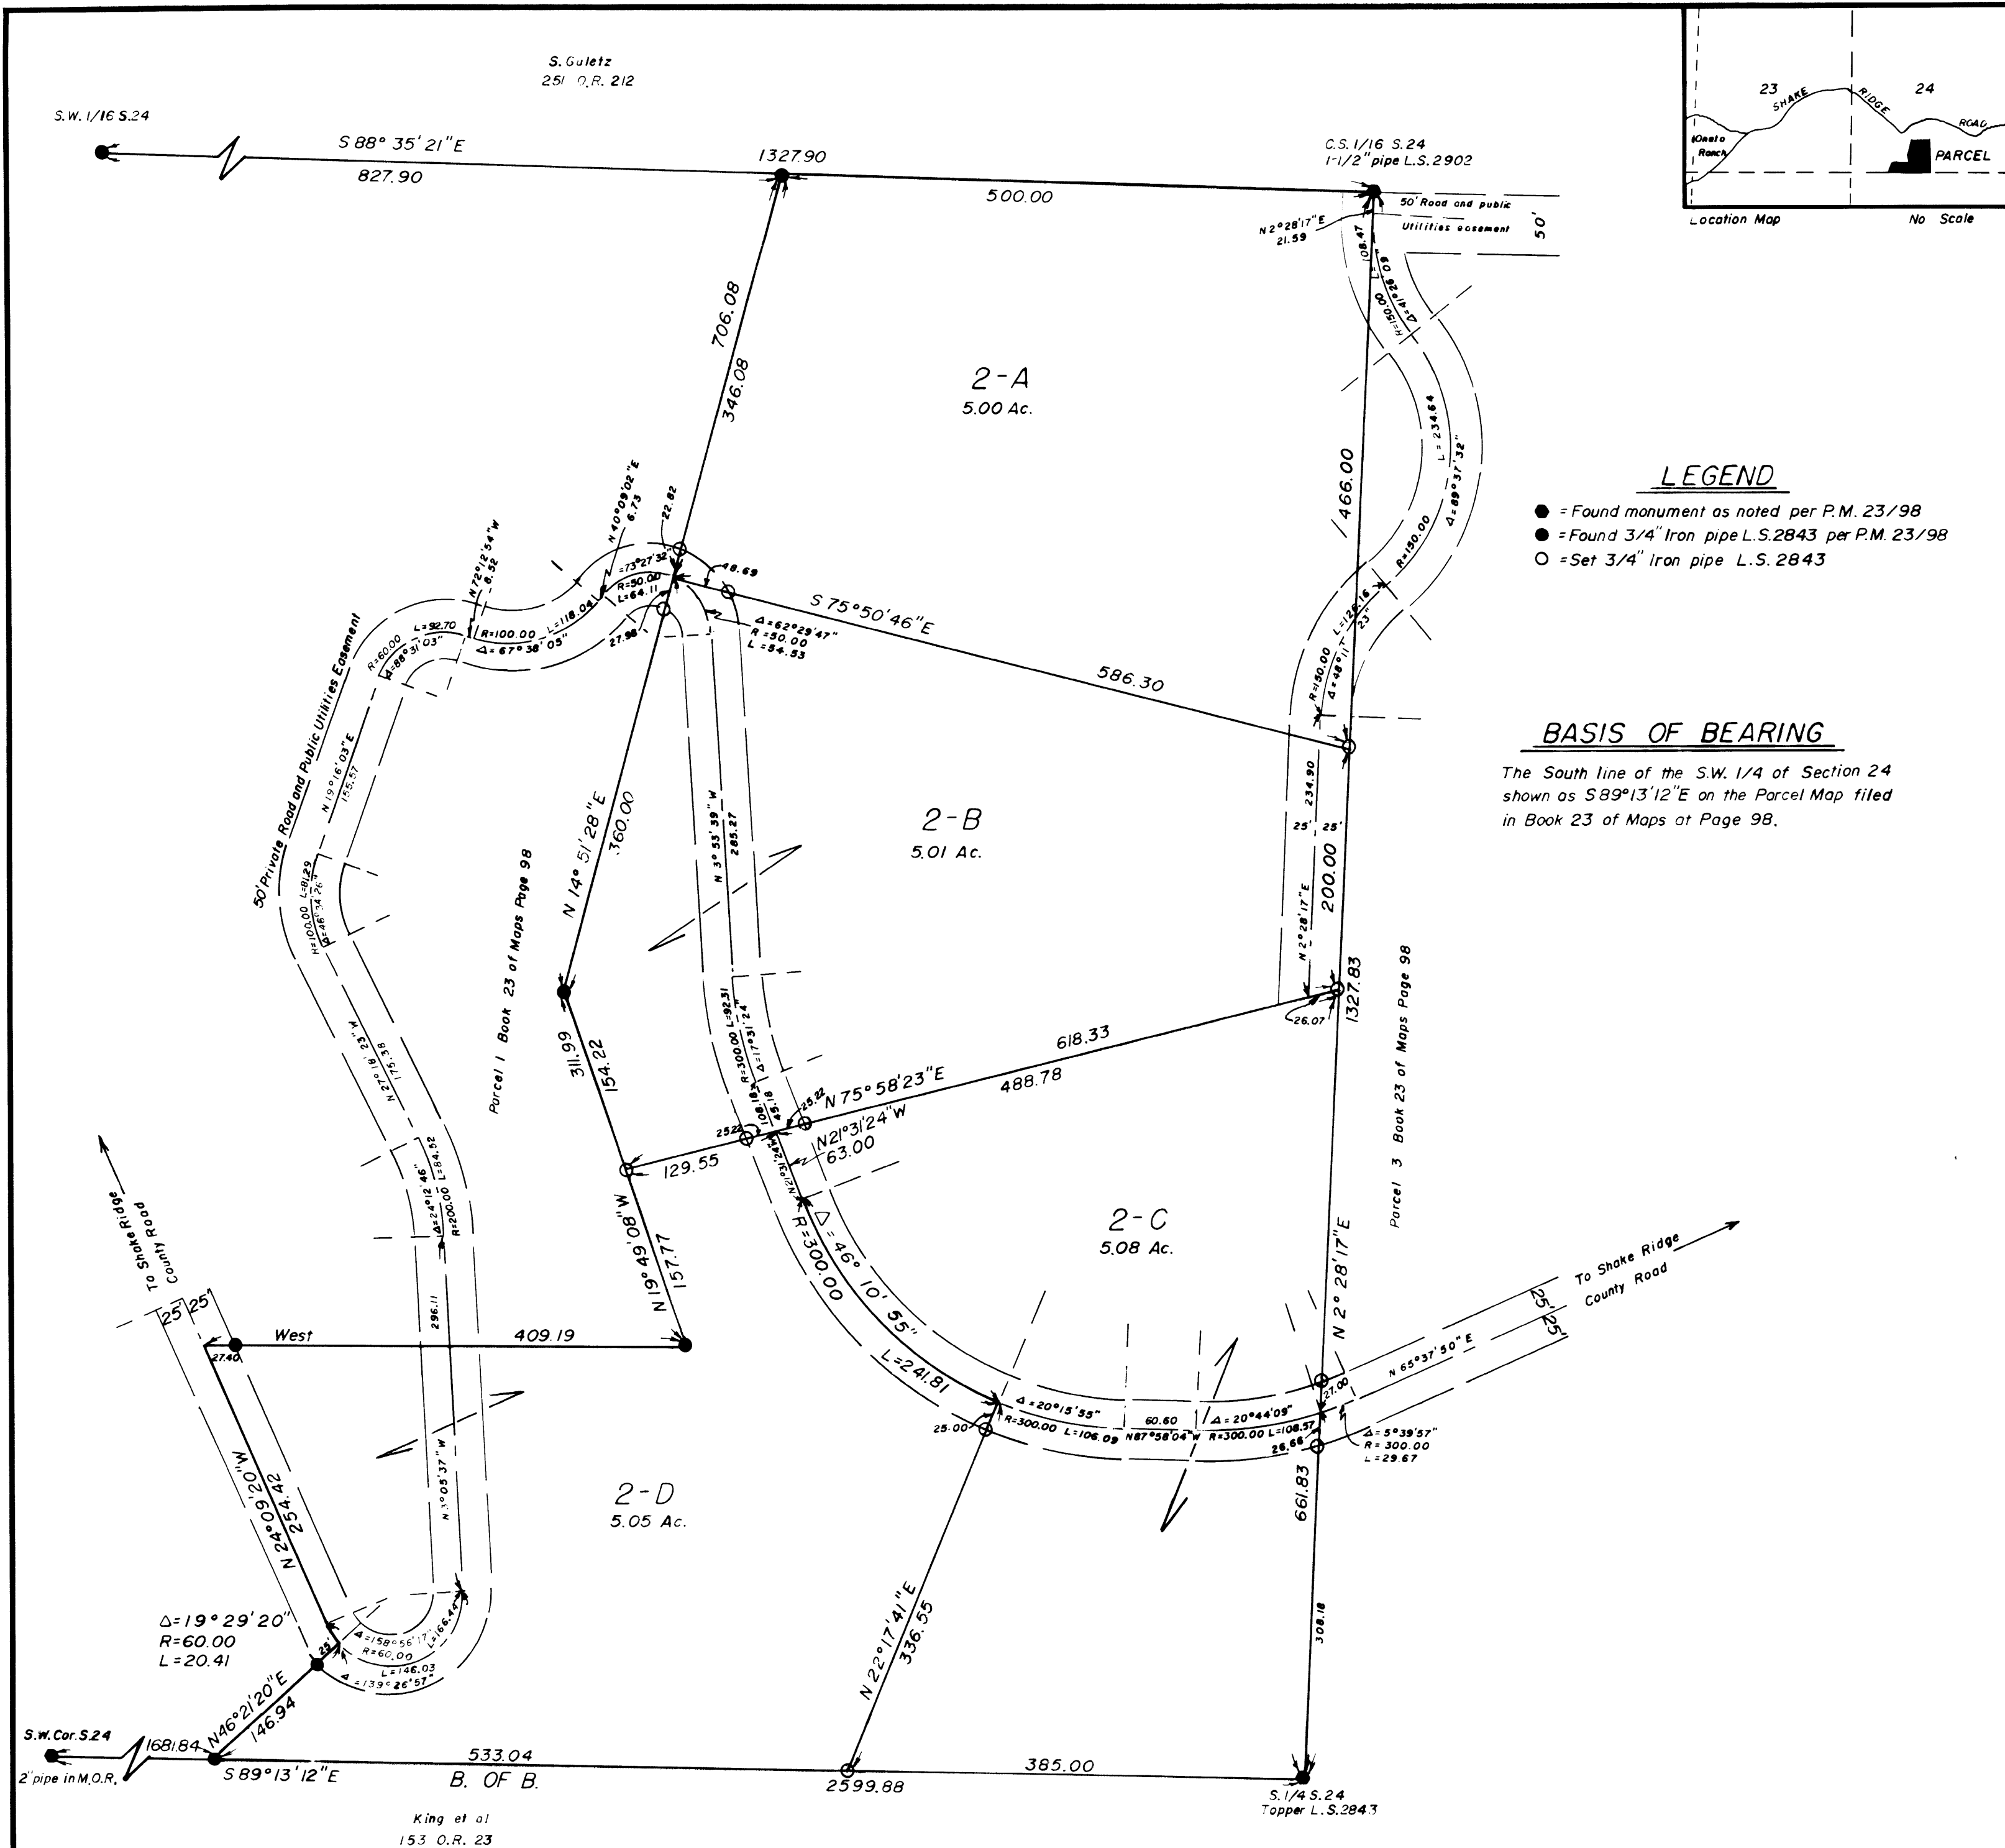 S. Guletz
251 O.R. 212
S.W. 1/16 S.24
S 88° 35' 21" E
1327.90
827.90
500.00
C.S. 1/16 S.24
1-1/2" pipe L.S. 2902
50' Road and public
Utilities easement
50'
N 2°28'17"E
21.59
23
24
SHAKE RIDGE ROAD
Ranch
PARCEL
Location Map
No Scale
108.47
Δ=41°26'09"
R=150.00
L=234.64
Δ=89°37'32"
R=150.00
466.00
706.08
346.08
2-A
5.00 Ac.
LEGEND
= Found monument as noted per P.M. 23/98
= Found 3/4" Iron pipe L.S.2843 per P.M. 23/98
= Set 3/4" Iron pipe L.S. 2843
N 40°09'02"E
6.73
22.82
N 72°12'54"W
8.52
=73°27'32"
R=50.00
L=64.11
48.69
S 75°50'46"E
586.30
L=92.70
R=60.00
Δ=88°31'03"
R=100.00
L=118.04
Δ= 67°38'05"
27.98
Δ=62°29'47"
R=50.00
L=54.53
L=126.16
R=150.00
Δ=48°11'23"
BASIS OF BEARING
The South line of the S.W. 1/4 of Section 24
shown as S 89°13'12"E on the Parcel Map filed
in Book 23 of Maps at Page 98.
50' Private Road and Public Utilities Easement
N 19°16'03"E
155.57
N 14° 51'28"E
360.00
N 3°53'39" W
285.27
2-B
5.01 Ac.
234.90
25' 25'
200.00
N 2°28'17"E
R=100.00 L=81.29
Δ=46°34'26"
Parcel 1 Book 23 of Maps Page 98
1327.83
26.07
Parcel 3 Book 23 of Maps Page 98
N 27°18'23"W
175.38
311.99
154.22
R=300.00 L=92.31
Δ=17°31'24"
618.33
N 75°58'23"E
488.78
108.18
45.18
25.22
25.22
129.55
N21°31'24"W
63.00
N21°31'24"W
Δ=24°12'46"
R=200.00 L=84.52
To Shake Ridge
County Road
N 19°49'08"W
157.77
2-C
5.08 Ac.
Δ = 46° 10' 55"
R=300.00
L=241.81
N 2° 28'17"E
To Shake Ridge
County Road
25' 25'
25' 25'
N 65°37'50" E
West
409.19
27.40
296.11
27.00
Δ=20°15'55"
R=300.00 L=106.09
60.60
N87°58'04"W
Δ=20°44'09"
R=300.00 L=108.57
25.00
26.66
Δ=5°39'57"
R= 300.00
L=29.67
N 24°09'20"W
254.42
N3°05'37"W
2-D
5.05 Ac.
661.83
308.18
N 22°17'41"E
336.55
Δ=19°29'20"
R=60.00
L=20.41
25'
Δ=158°56'17"
R=60.00
L=166.44
L=146.03
Δ=139°26'57"
N46°21'20"E
146.94
S.W. Cor. S.24
2" pipe in M.O.R.
1681.84
S 89°13'12"E
533.04
B. OF B.
2599.88
385.00
S.1/4 S.24
Topper L.S.2843
King et al
153 O.R. 23